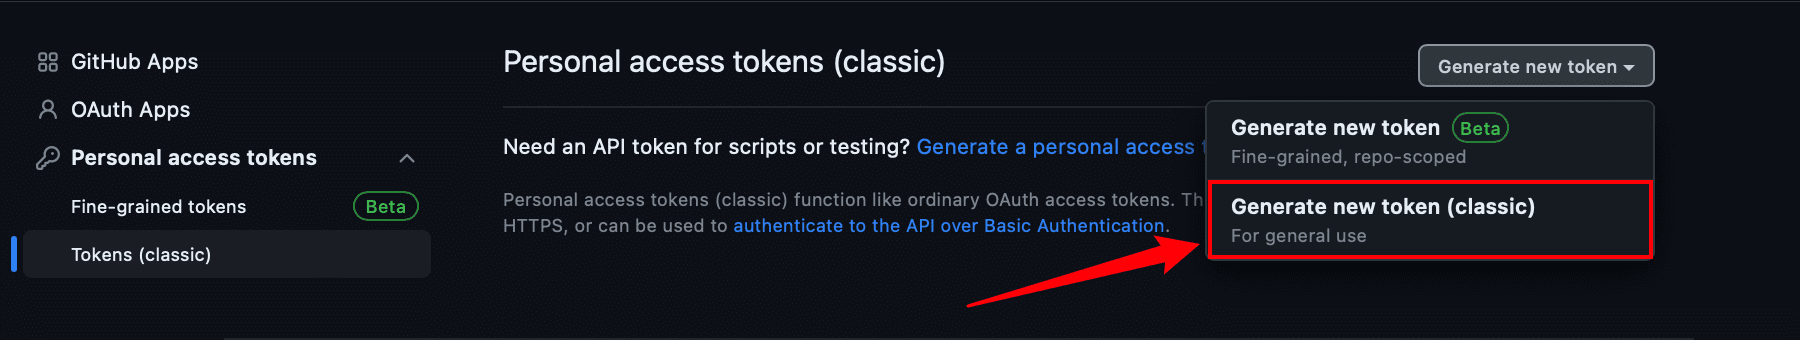 GitHub Apps
OAuth Apps
Personal access tokens
Fine-grained tokens Beta
Tokens (classic)
Personal access tokens (classic)
Generate new token
Need an API token for scripts or testing? Generate a personal access
Personal access tokens (classic) function like ordinary OAuth access tokens.
HTTPS, or can be used to authenticate to the API over Basic Authentication.
Generate new token Beta
Fine-grained, repo-scoped
Generate new token (classic)
For general use